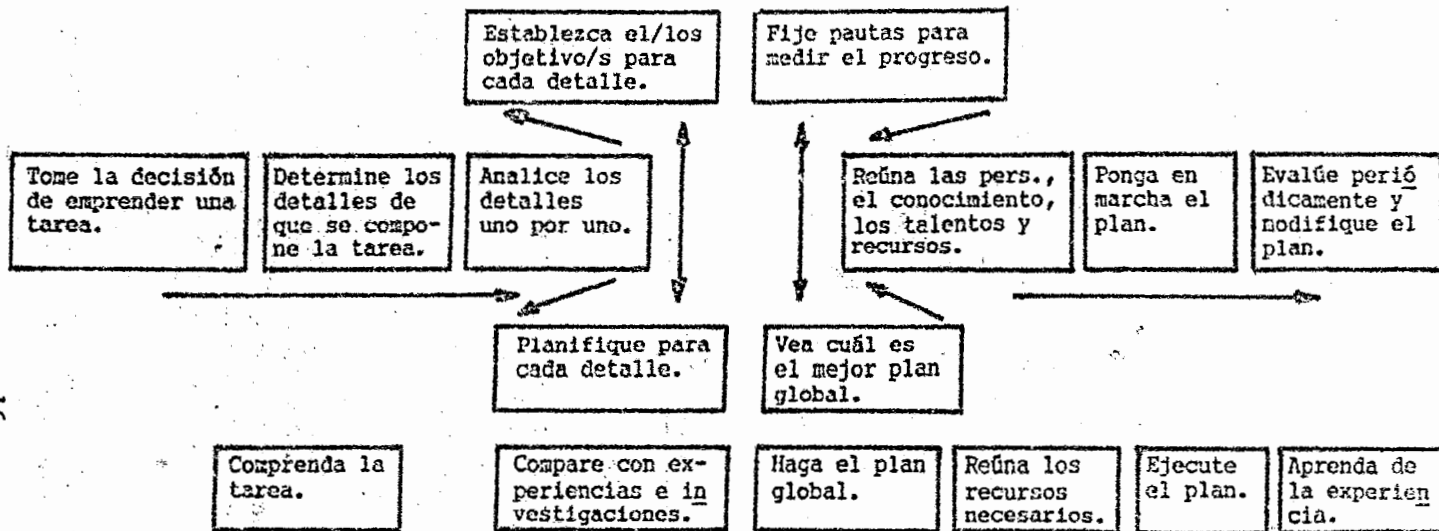 Establezca el/los
objetivo/s para
cada detalle.
Fije pautas para
medir el progreso.
Tome la decisión
de emprender una
tarea.
Determine los
detalles de
que se compo-
ne la tarea.
Analice los
detalles
uno por uno.
Reúna las pers.,
el conocimiento,
los talentos y
recursos.
Ponga en
marcha el
plan.
Evalúe perió
dicamente y
modifique el
plan.
Planifique para
cada detalle.
Vea cuál es
el mejor plan
global.
Comprenda la
tarea.
Compare con ex-
periencias e in
vestigaciones.
Haga el plan
global.
Reúna los
recursos
necesarios.
Ejecute
el plan.
Aprenda de
la experien
cia.